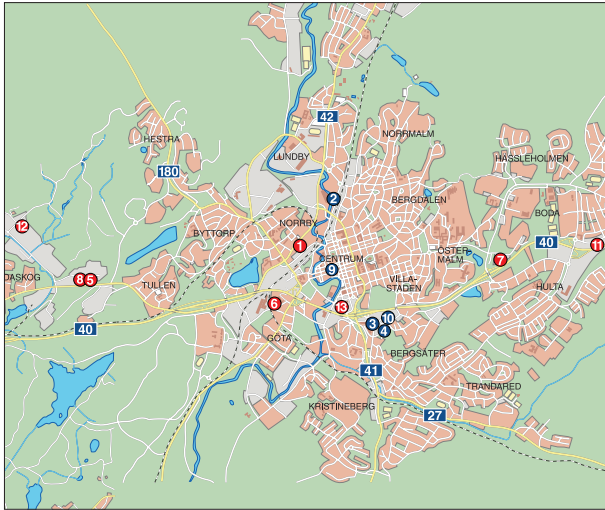 42
NORRMALM
HESTRA
LUNDBY
HÄSSLEHOLMEN
180
2
BERGDALEN
12
NORRBY
BODA
BYTTORP
1
40
11
CENTRUM
ÖSTER-
MALM
7
9
DASKOG
8
5
TULLEN
VILLA-
STADEN
HULTA
6
13
10
3
4
40
GÖTA
BERGSÄTER
41
TRANDARED
KRISTINEBERG
27